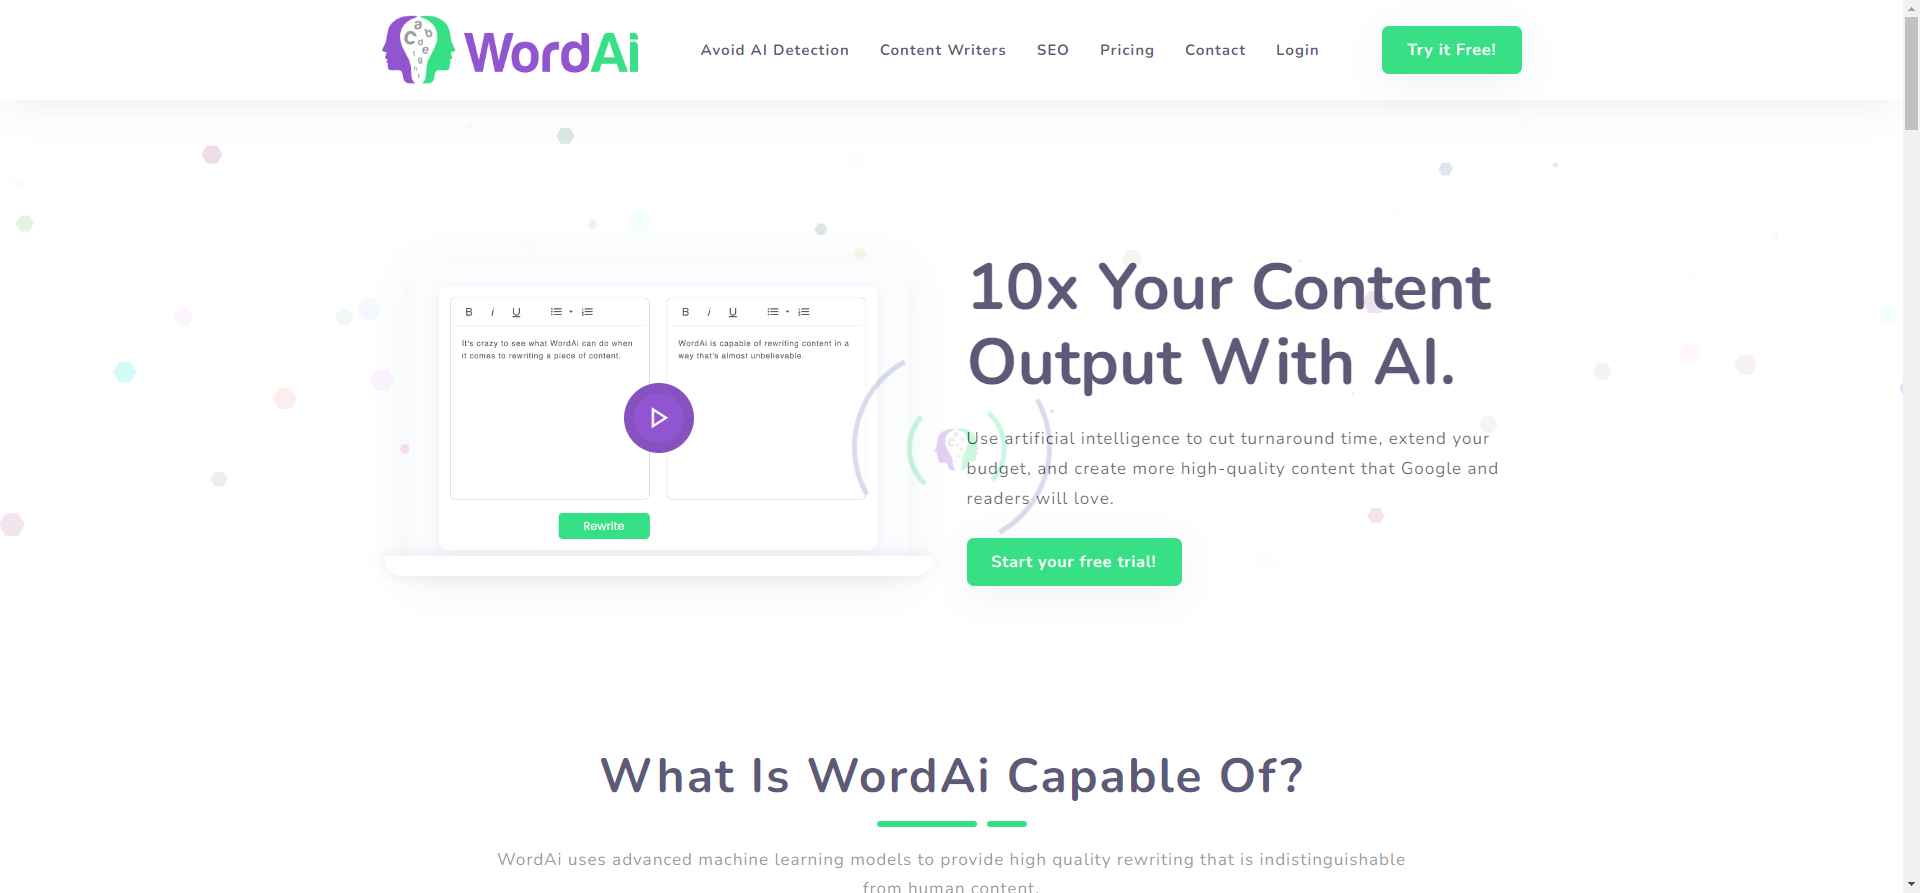 WordAi
Avoid AI Detection
Content Writers
SEO
Pricing
Contact
Login
Try it Free!
B i U
It's crazy to see what WordAi can do when
it comes to rewriting a piece of content.
B i U
WordAi is capable of rewriting content in a
way that's almost unbelievable.
Rewrite
10x Your Content
Output With AI.
Use artificial intelligence to cut turnaround time, extend your
budget, and create more high-quality content that Google and
readers will love.
Start your free trial!
What Is WordAi Capable Of?
WordAi uses advanced machine learning models to provide high quality rewriting that is indistinguishable
from human content.